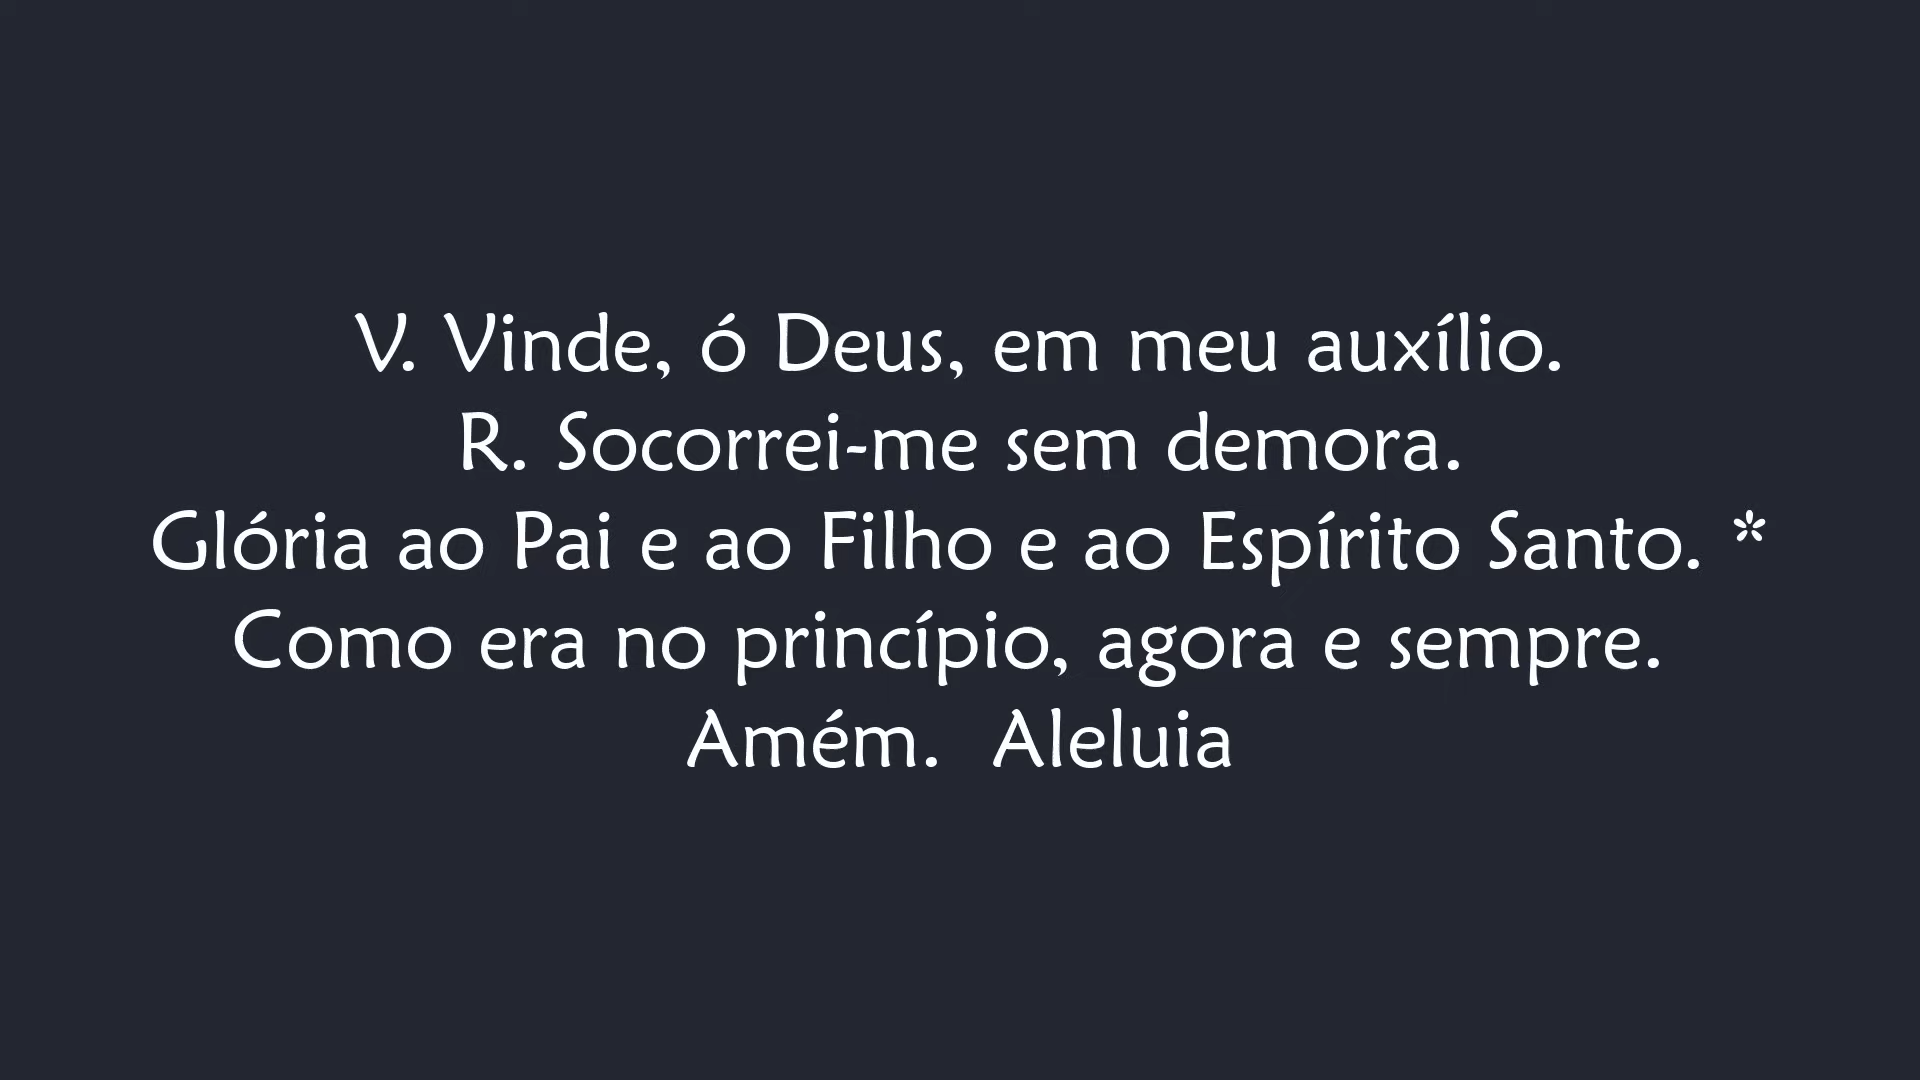 V. Vinde, ó Deus, em meu auxílio.
R. Socorrei-me sem demora.
Glória ao Pai e ao Filho e ao Espírito Santo. *
Como era no princípio, agora e sempre.
Amém.  Aleluia